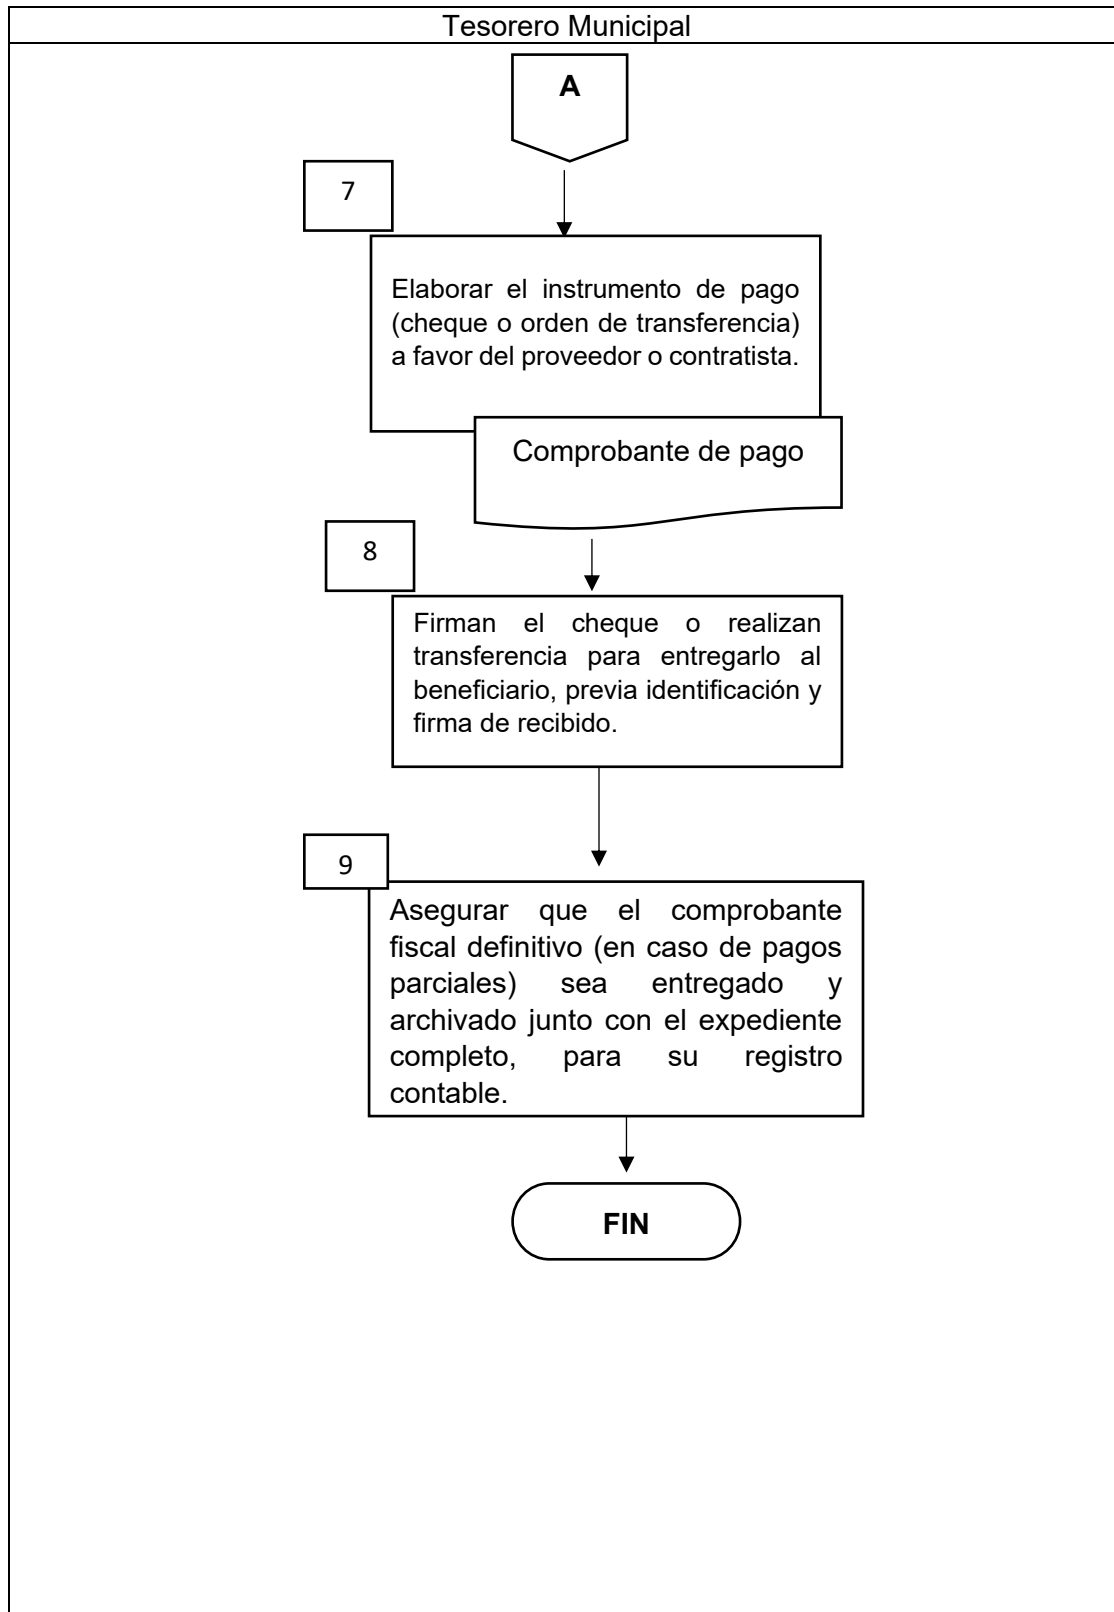 Tesorero Municipal
A
7
Elaborar el instrumento de pago
(cheque o orden de transferencia)
a favor del proveedor o contratista.
Comprobante de pago
8
Firman el cheque o realizan
transferencia para entregarlo al
beneficiario, previa identificación y
firma de recibido.
9
Asegurar que el comprobante
fiscal definitivo (en caso de pagos
parciales) sea entregado y
archivado junto con el expediente
completo, para su registro
contable.
FIN